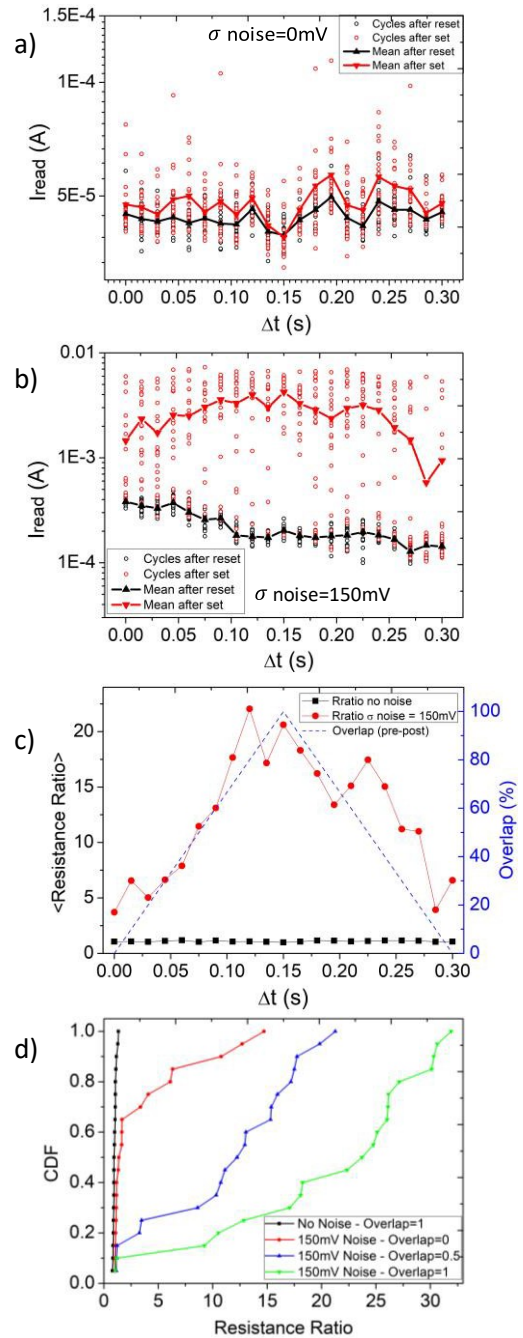 a)
σ noise=0mV
Cycles after reset
Cycles after set
Mean after reset
Mean after set
1.5E-4
1E-4
5E-5
Iread (A)
0.00 0.05 0.10 0.15 0.20 0.25 0.30
Δt (s)
b)
0.01
1E-3
1E-4
Iread (A)
Cycles after reset
Cycles after set
Mean after reset
Mean after set
σ noise=150mV
0.00 0.05 0.10 0.15 0.20 0.25 0.30
Δt (s)
c)
Rratio no noise
Rratio σ noise = 150mV
Overlap (pre-post)
20
15
10
5
0
<Resistance Ratio>
100
80
60
40
20
0
Overlap (%)
0.00 0.05 0.10 0.15 0.20 0.25 0.30
Δt (s)
d)
1.0
0.8
0.6
0.4
0.2
0.0
CDF
No Noise - Overlap=1
150mV Noise - Overlap=0
150mV Noise - Overlap=0.5
150mV Noise - Overlap=1
0 5 10 15 20 25 30
Resistance Ratio